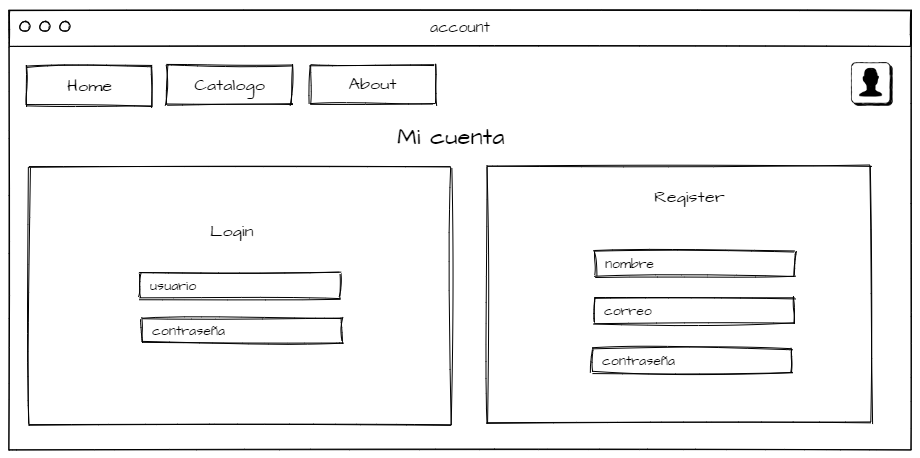 account
Home Catalogo About
Mi cuenta
Login
usuario
contraseña
Register
nombre
correo
contraseña